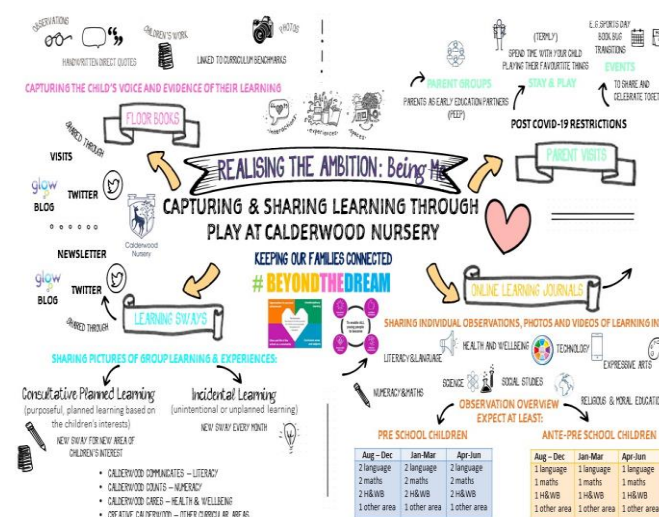 OBSERVATIONS
CHILDREN'S WORK
PHOTOS
HANDWRITTEN DIRECT QUOTES
LINKED TO CURRICULUM BENCHMARKS
CAPTURING THE CHILD'S VOICE AND EVIDENCE OF THEIR LEARNING
FLOOR BOOKS
SHARED THROUGH
VISITS
glow
BLOG
TWITTER
Calderwood
Nursery
NEWSLETTER
glow
BLOG
TWITTER
SHARED THROUGH
LEARNING SWAYS
interactions
experiences
spaces
REALISING THE AMBITION: Being Me
CAPTURING & SHARING LEARNING THROUGH
PLAY AT CALDERWOOD NURSERY
KEEPING OUR FAMILIES CONNECTED
# BEYONDTHEDREAM
PARENT GROUPS
PARENTS AS EARLY EDUCATION PARTNERS
(PEEP)
(TERMLY)
SPEND TIME WITH YOUR CHILD
PLAYING THEIR FAVOURTITE THINGS
STAY & PLAY
E.G.SPORTS DAY
BOOK BUG
TRANSITIONS
EVENTS
TO SHARE AND
CELEBRATE TOGET
POST COVID-19 RESTRICTIONS
PARENT VISITS
ONLINE LEARNING JOURNALS
SHARING INDIVIDUAL OBSERVATIONS, PHOTOS AND VIDEOS OF LEARNING IN
LITERACY & LANGUAGE
HEALTH AND WELLBEING
TECHNOLOGY
EXPRESSIVE ARTS
NUMERACY & MATHS
SCIENCE
SOCIAL STUDIES
RELIGIOUS & MORAL EDUCATIO
OBSERVATION OVERVIEW
EXPECT AT LEAST:
PRE SCHOOL CHILDREN
Aug – Dec Jan-Mar Apr-Jun
2 language 2 language 2 language
2 maths 2 maths 2 maths
2 H&WB 2 H&WB 2 H&WB
1 other area 1 other area 1 other area
ANTE-PRE SCHOOL CHILDREN
Aug – Dec Jan-Mar Apr-Jun
1 language 1 language 1 language
1 maths 1 maths 1 maths
1 H&WB 1 H&WB 1 H&WB
1 other area 1 other area 1 other area
SHARING PICTURES OF GROUP LEARNING & EXPERIENCES:
Consultative Planned Learning
(purposeful, planned learning based on
the children's interests)
NEW SWAY FOR NEW AREA OF
CHILDREN'S INTEREST
Incidental Learning
(unintentional or unplanned learning)
NEW SWAY EVERY MONTH
• CALDERWOOD COMMUNICATES – LITERACY
• CALDERWOOD COUNTS – NUMERACY
• CALDERWOOD CARES – HEALTH & WELLBEING
• CREATIVE CALDERWOOD – OTHER CURRICULAR AREAS